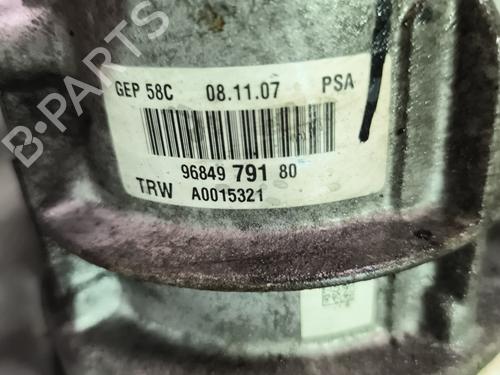 B-PARTS
GEP 58C 08.11.07 PSA
96849 791 80
TRW A0015321